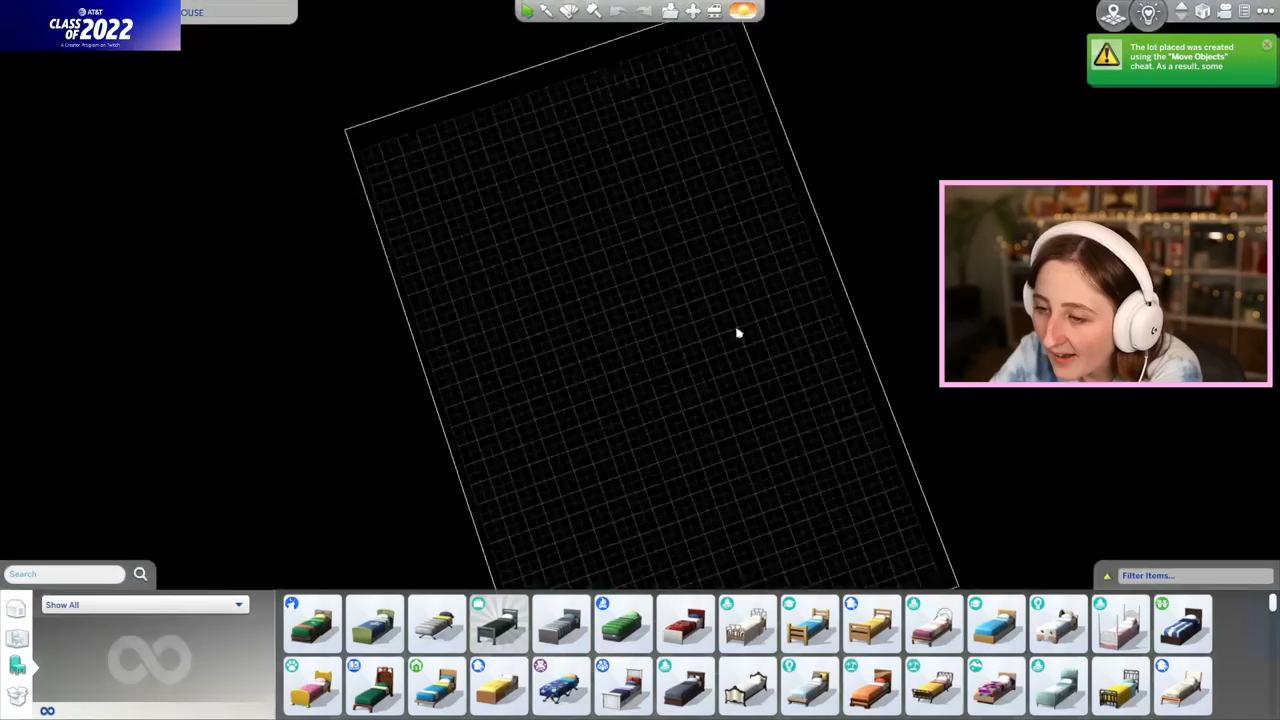 AT&T
CLASS OF
2022
A Creator Program on Twitch
OUSE
The lot placed was created
using the "Move Objects"
cheat. As a result, some
Search
Filter Items...
Show All